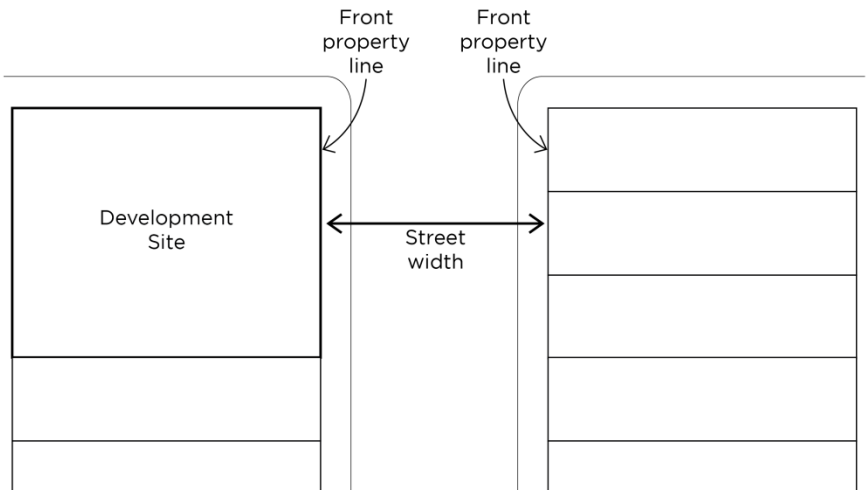 Front
property
line
Front
property
line
Development
Site
Street
width